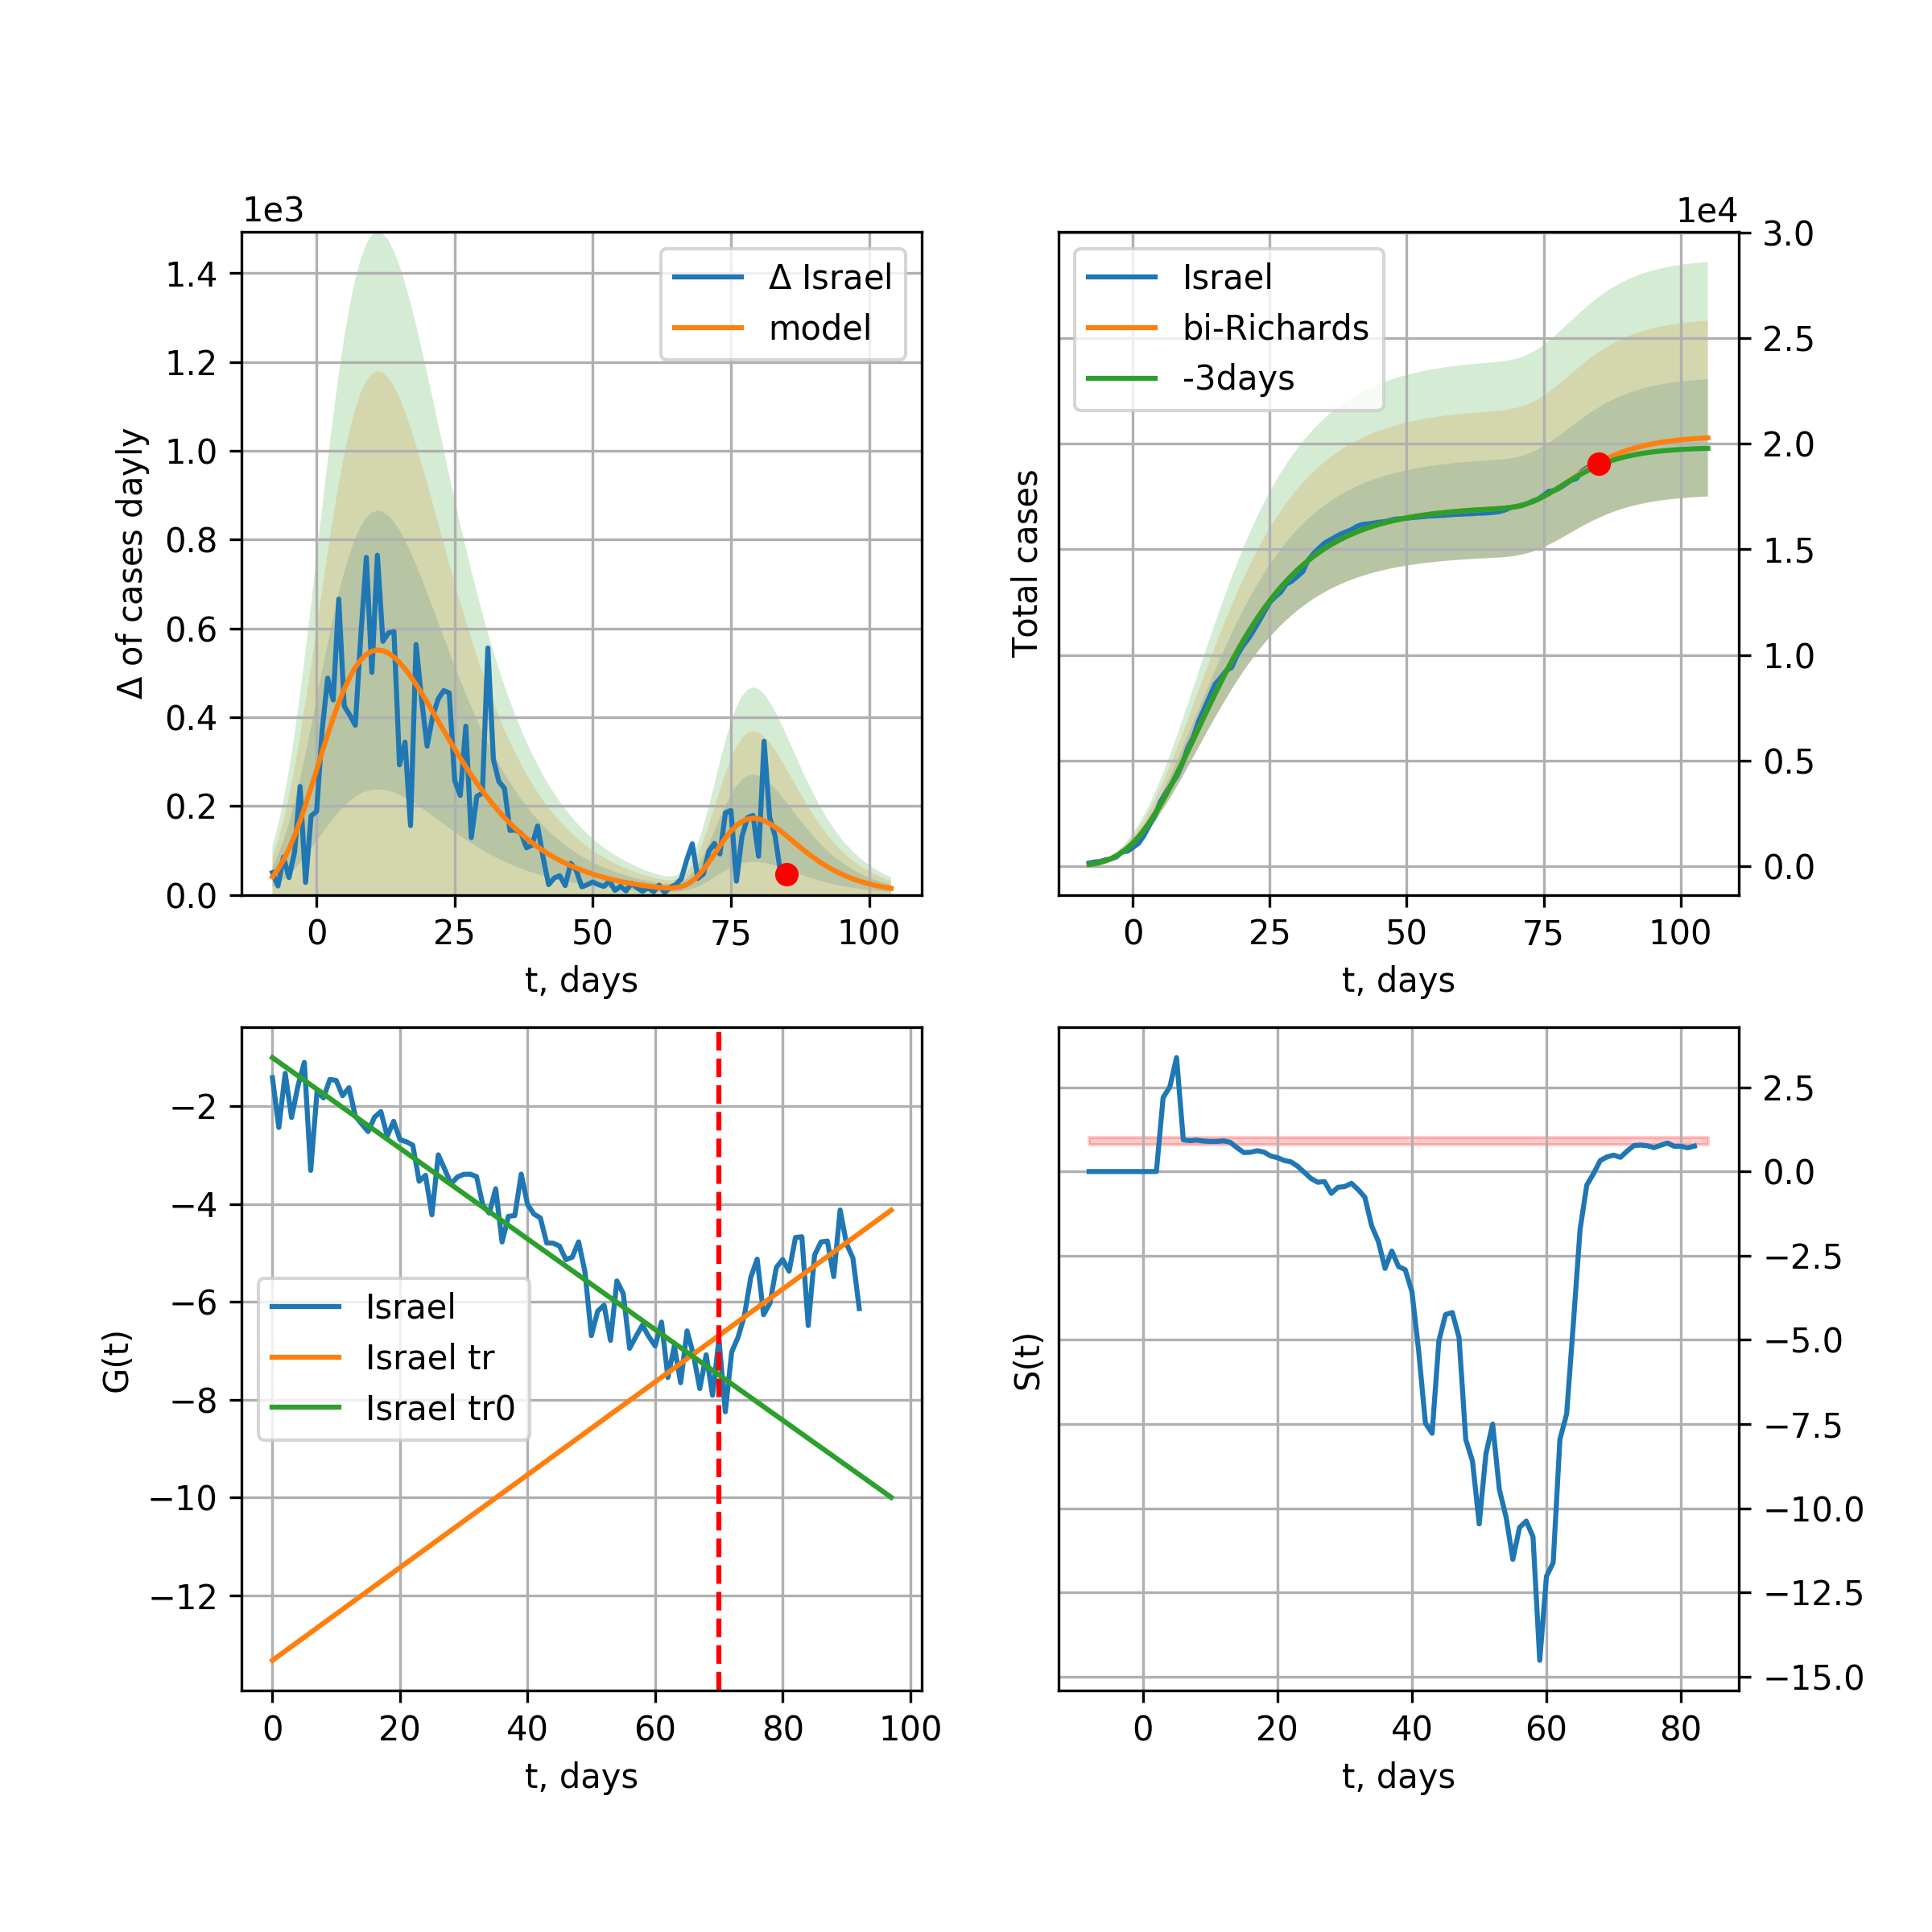 1e3
1.4
1.2
1.0
0.8
0.6
0.4
0.2
0.0
Δ of cases dayly
Δ Israel
model
0 25 50 75 100
t, days
1e4
3.0
2.5
2.0
1.5
1.0
0.5
0.0
Total cases
Israel
bi-Richards
-3days
0 25 50 75 100
t, days
−2
−4
−6
−8
−10
−12
G(t)
Israel
Israel tr
Israel tr0
0 20 40 60 80 100
t, days
2.5
0.0
−2.5
−5.0
−7.5
−10.0
−12.5
−15.0
S(t)
0 20 40 60 80
t, days